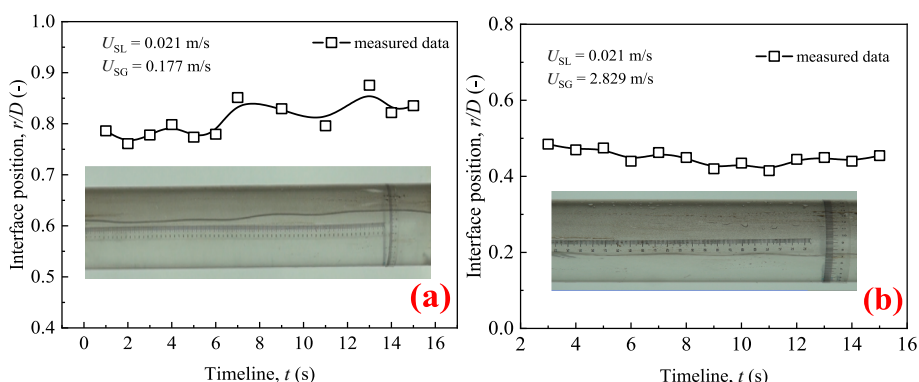 U_SL = 0.021 m/s
U_SG = 0.177 m/s
measured data
Interface position, r/D (-)
1.0
0.9
0.8
0.7
0.6
0.5
0.4
0 2 4 6 8 10 12 14 16
Timeline, t (s)
(a)
U_SL = 0.021 m/s
U_SG = 2.829 m/s
measured data
Interface position, r/D (-)
0.8
0.6
0.4
0.2
0.0
2 4 6 8 10 12 14 16
Timeline, t (s)
(b)